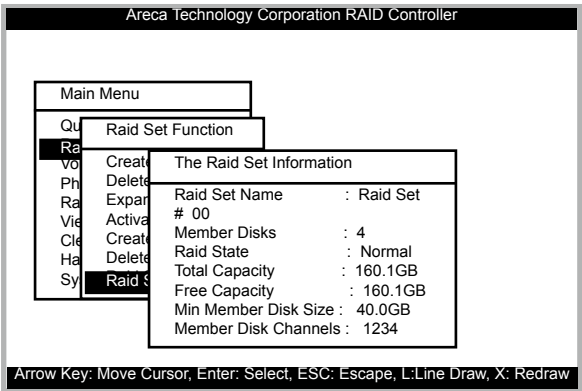 Areca Technology Corporation RAID Controller
Main Menu
Qu
Ra
Vo
Ph
Ra
Vie
Cle
Ha
Sy
Raid Set Function
Create
Delete
Expan
Activa
Create
Delete
Raid S
The Raid Set Information
Raid Set Name : Raid Set
# 00
Member Disks : 4
Raid State : Normal
Total Capacity : 160.1GB
Free Capacity : 160.1GB
Min Member Disk Size : 40.0GB
Member Disk Channels : 1234
Arrow Key: Move Cursor, Enter: Select, ESC: Escape, L:Line Draw, X: Redraw